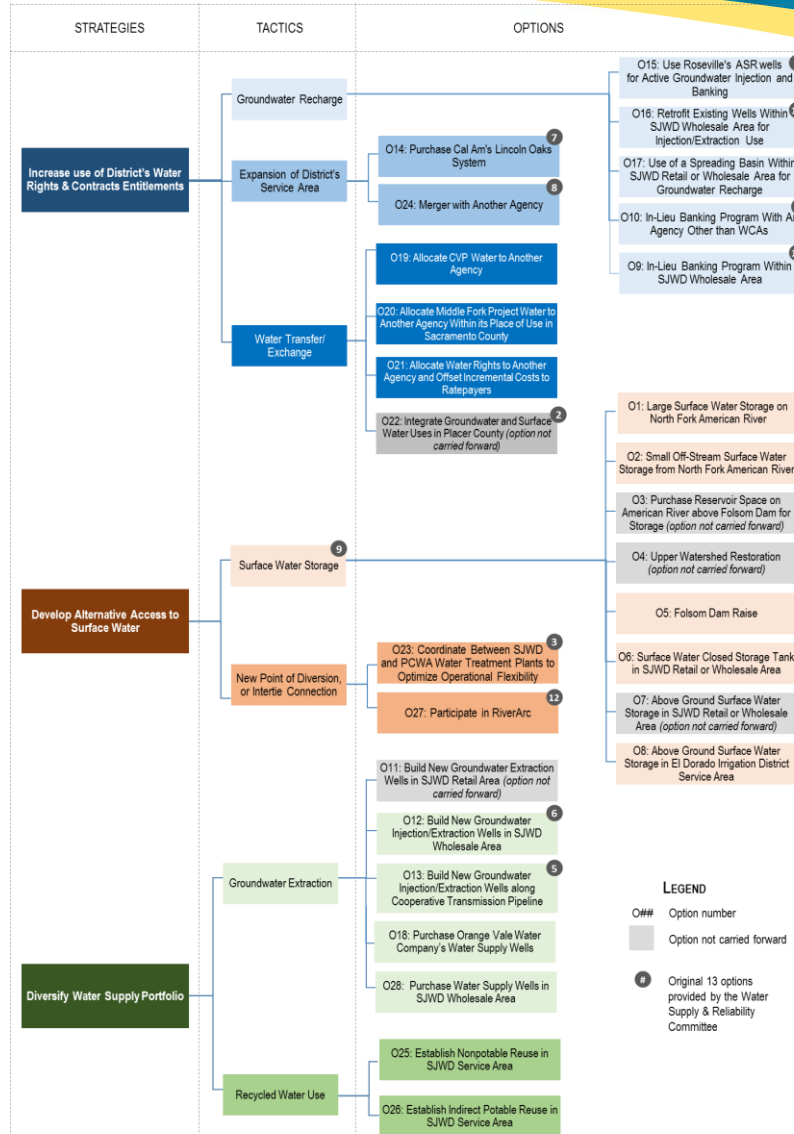 STRATEGIES
TACTICS
OPTIONS
Increase use of District's Water
Rights & Contracts Entitlements
Groundwater Recharge
O15: Use Roseville's ASR wells
for Active Groundwater Injection and
Banking
O16: Retrofit Existing Wells Within
SJWD Wholesale Area for
Injection/Extraction Use
O17: Use of a Spreading Basin Within
SJWD Retail or Wholesale Area for
Groundwater Recharge
O10: In-Lieu Banking Program With An
Agency Other than WCAs
O9: In-Lieu Banking Program Within
SJWD Wholesale Area
Expansion of District's
Service Area
7
O14: Purchase Cal Am's Lincoln Oaks
System
8
O24: Merger with Another Agency
Water Transfer/
Exchange
O19: Allocate CVP Water to Another
Agency
O20: Allocate Middle Fork Project Water to
Another Agency Within its Place of Use in
Sacramento County
O21: Allocate Water Rights to Another
Agency and Offset Incremental Costs to
Ratepayers
2
O22: Integrate Groundwater and Surface
Water Uses in Placer County (option not
carried forward)
Develop Alternative Access to
Surface Water
9
Surface Water Storage
O1: Large Surface Water Storage on
North Fork American River
O2: Small Off-Stream Surface Water
Storage from North Fork American River
O3: Purchase Reservoir Space on
American River above Folsom Dam for
Storage (option not carried forward)
O4: Upper Watershed Restoration
(option not carried forward)
O5: Folsom Dam Raise
O6: Surface Water Closed Storage Tank
in SJWD Retail or Wholesale Area
O7: Above Ground Surface Water
Storage in SJWD Retail or Wholesale
Area (option not carried forward)
O8: Above Ground Surface Water
Storage in El Dorado Irrigation District
Service Area
New Point of Diversion,
or Intertie Connection
3
O23: Coordinate Between SJWD
and PCWA Water Treatment Plants to
Optimize Operational Flexibility
12
O27: Participate in RiverArc
Diversify Water Supply Portfolio
Groundwater Extraction
O11: Build New Groundwater Extraction
Wells in SJWD Retail Area (option not
carried forward)
6
O12: Build New Groundwater
Injection/Extraction Wells in SJWD
Wholesale Area
5
O13: Build New Groundwater
Injection/Extraction Wells along
Cooperative Transmission Pipeline
O18: Purchase Orange Vale Water
Company's Water Supply Wells
O28: Purchase Water Supply Wells in
SJWD Wholesale Area
Recycled Water Use
O25: Establish Nonpotable Reuse in
SJWD Service Area
O26: Establish Indirect Potable Reuse in
SJWD Service Area
LEGEND
O## Option number
Option not carried forward
# Original 13 options
provided by the Water
Supply & Reliability
Committee